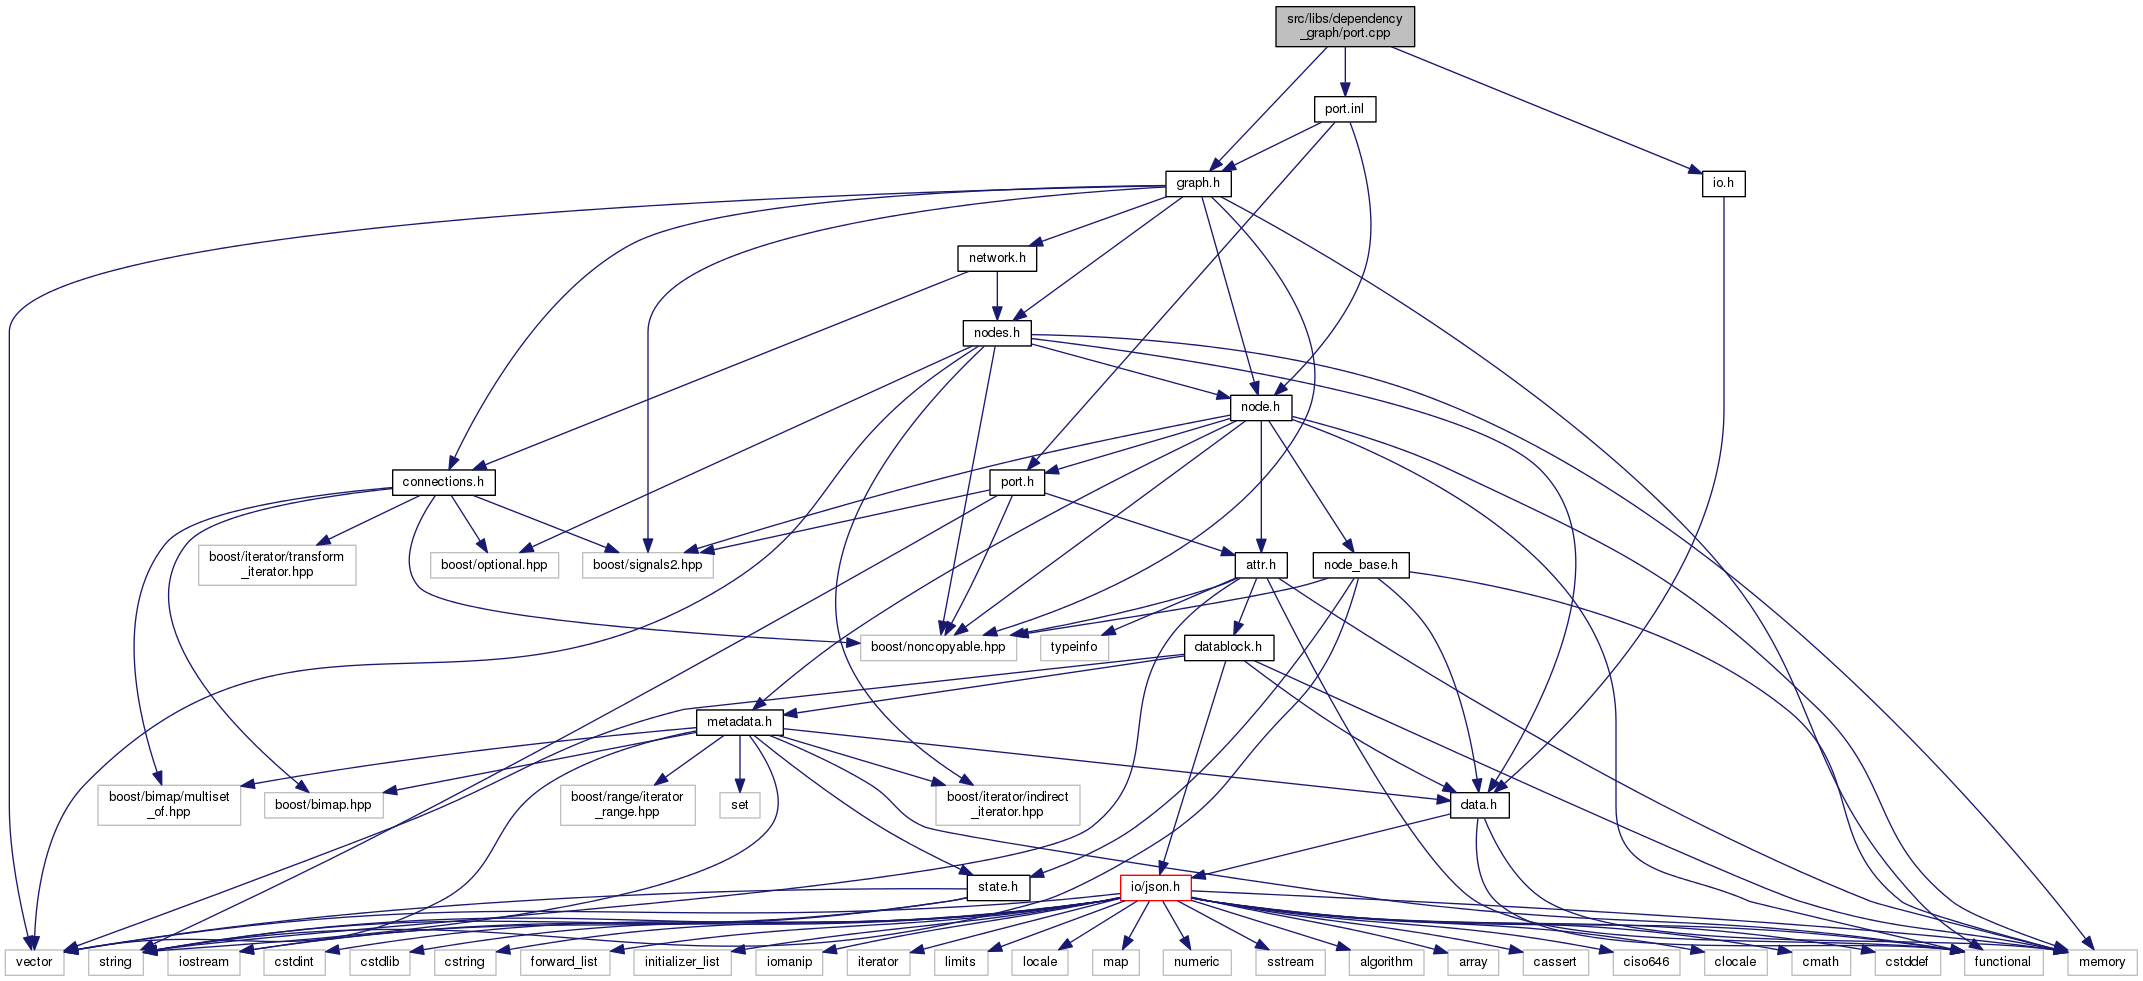 src/libs/dependency
_graph/port.cpp
port.inl
graph.h
io.h
network.h
nodes.h
node.h
connections.h
port.h
boost/iterator/transform
_iterator.hpp
boost/optional.hpp
boost/signals2.hpp
attr.h
node_base.h
boost/noncopyable.hpp
typeinfo
datablock.h
metadata.h
boost/bimap/multiset
_of.hpp
boost/bimap.hpp
boost/range/iterator
_range.hpp
set
boost/iterator/indirect
_iterator.hpp
data.h
state.h
io/json.h
vector
string
iostream
cstdint
cstdlib
cstring
forward_list
initializer_list
iomanip
iterator
limits
locale
map
numeric
sstream
algorithm
array
cassert
ciso646
clocale
cmath
cstddef
functional
memory